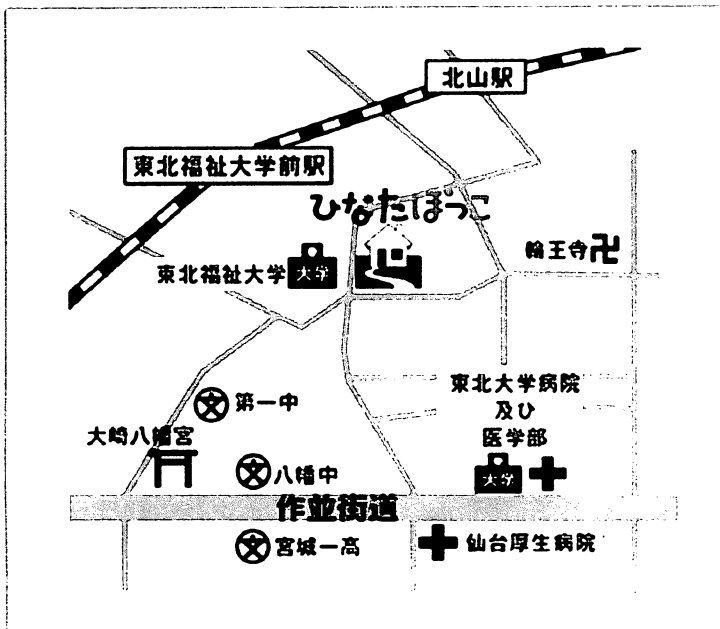 北山駅
東北福祉大学前駅
ひなたぼっこ
輪王寺
東北福祉大学
大学
東北大学病院
及び
医学部
第一中
大崎八幡宮
八幡中
大学
作並街道
宮城一高
仙台厚生病院